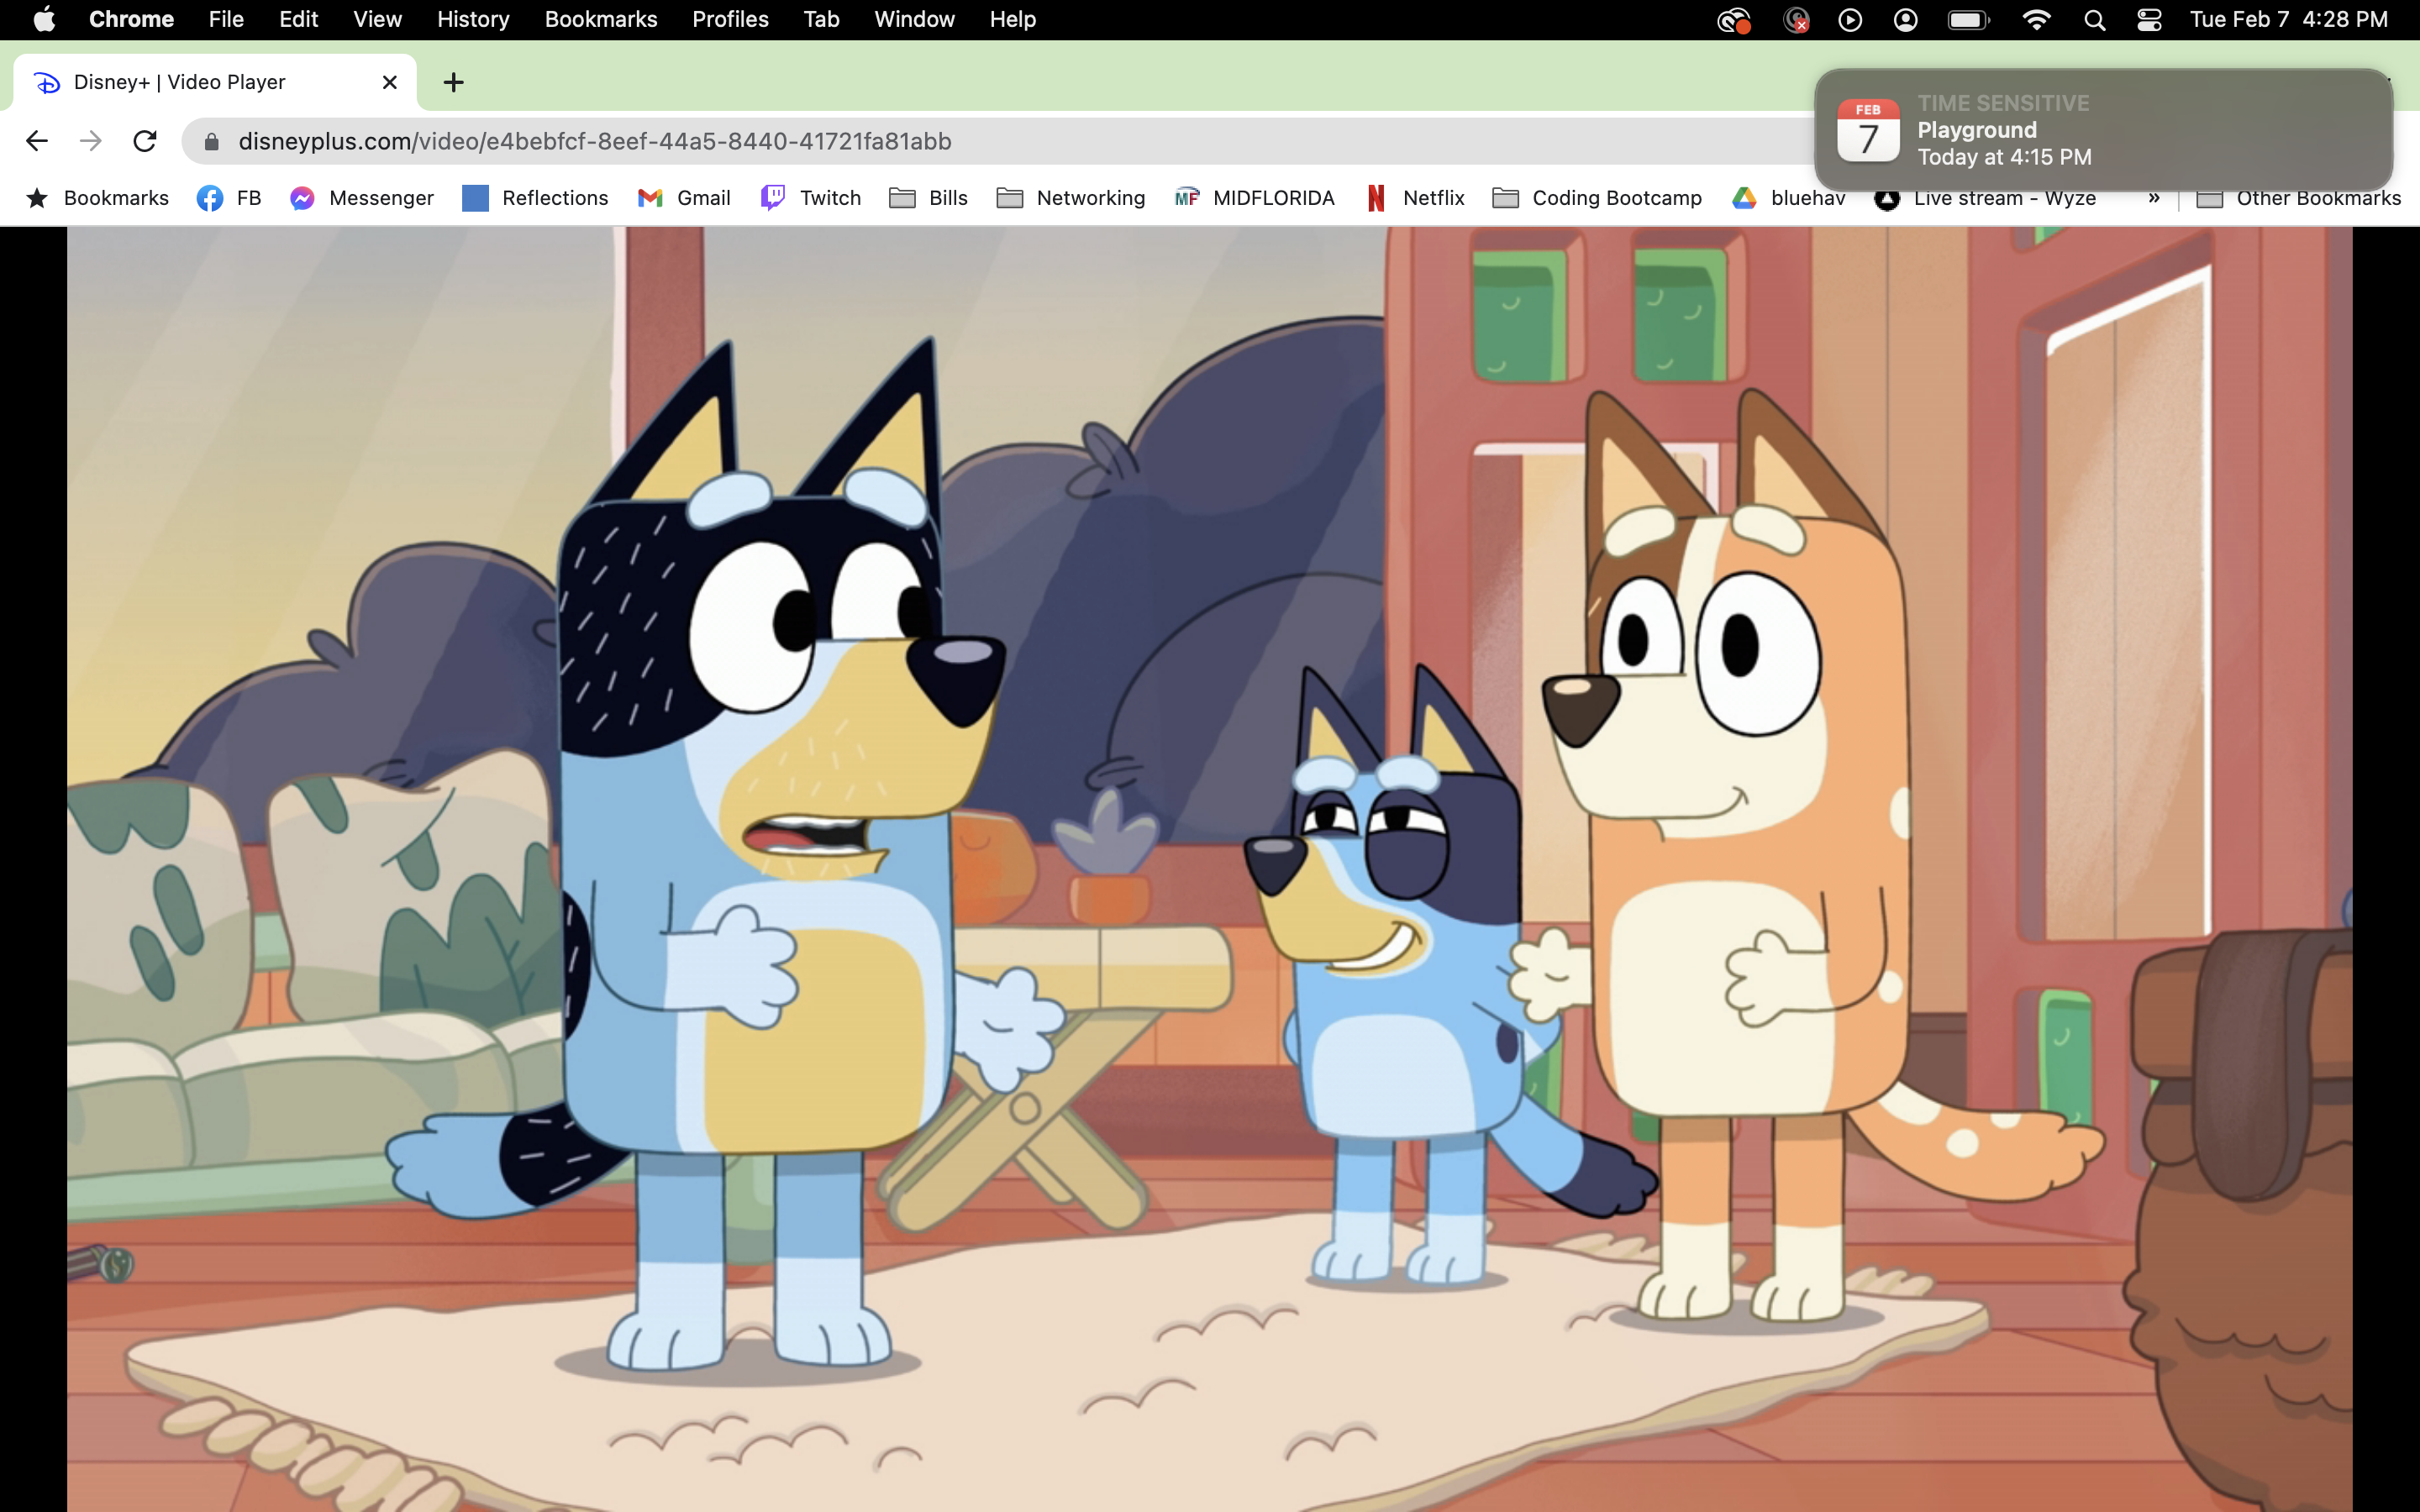 Chrome File Edit View History Bookmarks Profiles Tab Window Help Tue Feb 7 4:28 PM
Disney+ | Video Player
FEB
7
TIME SENSITIVE
Playground
Today at 4:15 PM
disneyplus.com/video/e4bebfcf-8eef-44a5-8440-41721fa81abb
Bookmarks FB Messenger Reflections Gmail Twitch Bills Networking MF MIDFLORIDA Netflix Coding Bootcamp bluehav Live stream - Wyze » Other Bookmarks